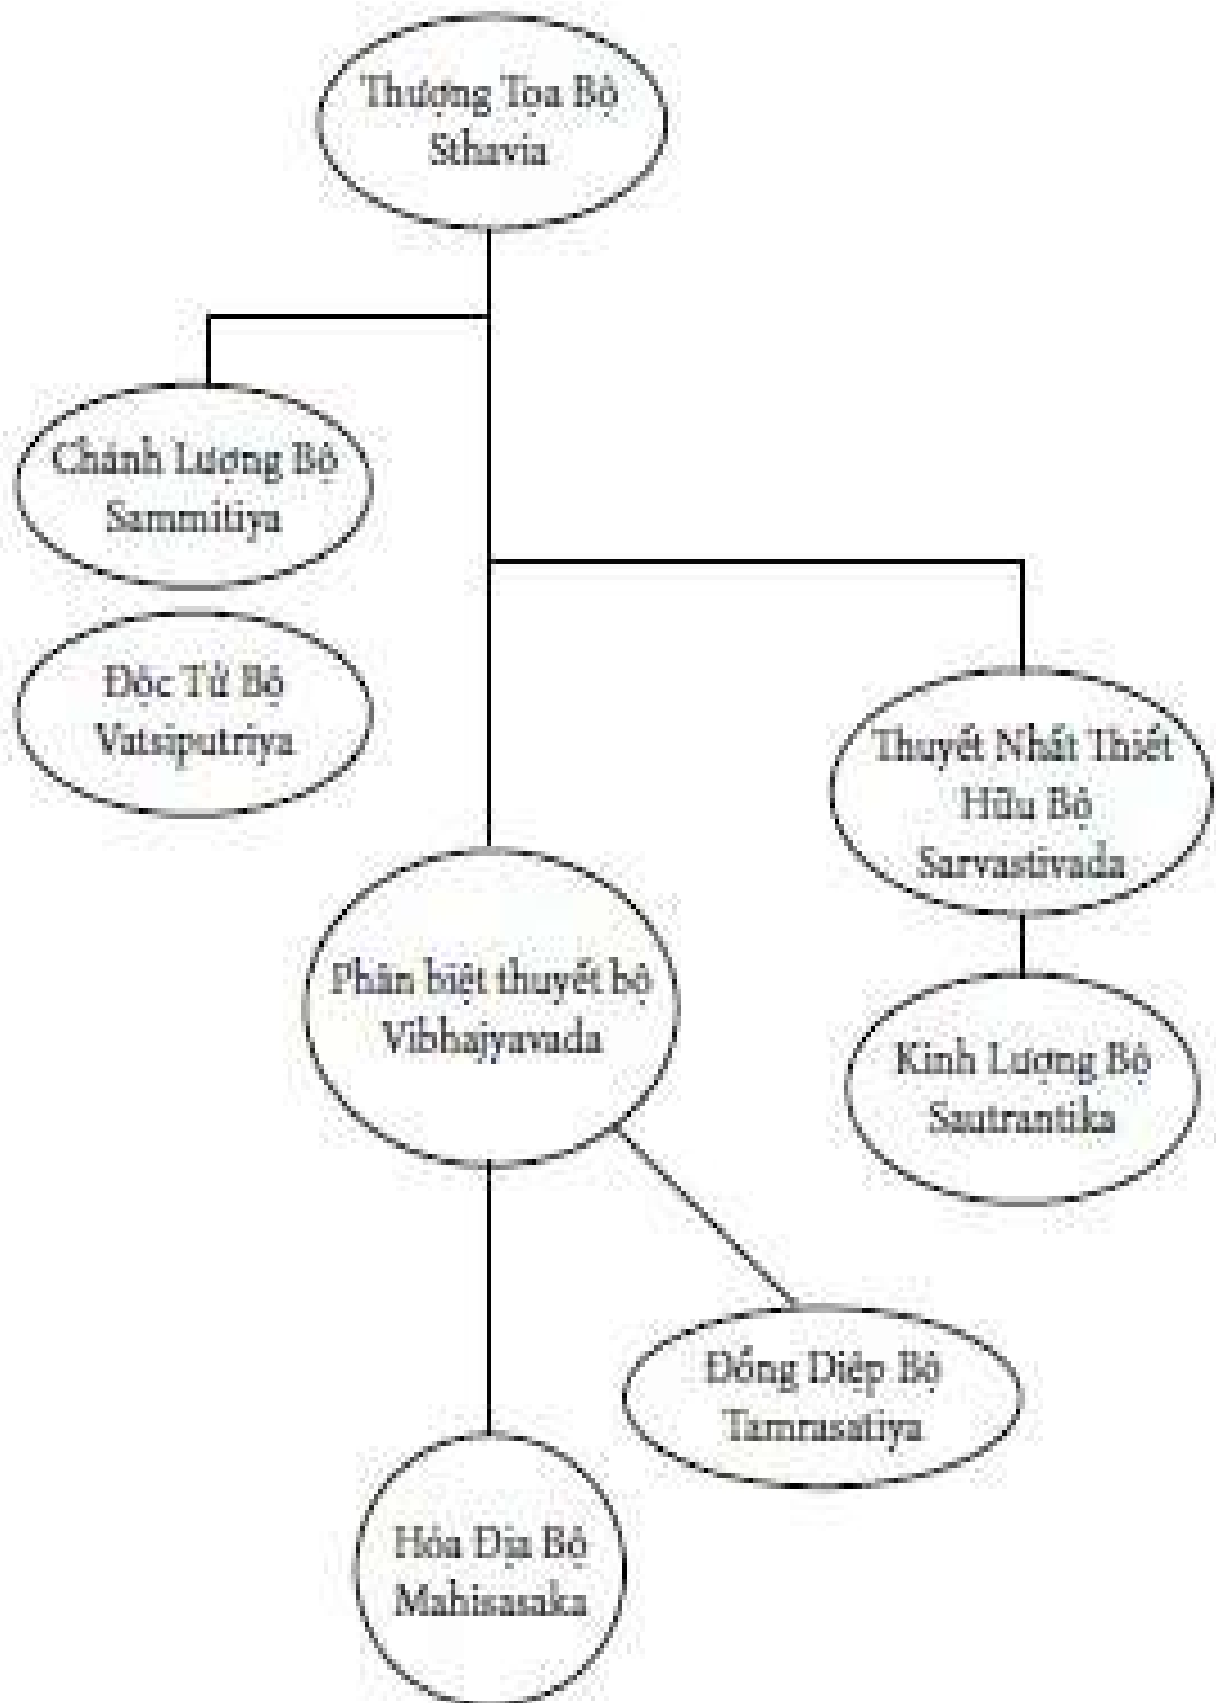 Thượng Tọa Bộ
Sthavia
Chánh Lượng Bộ
Sammitiya
Độc Tử Bộ
Vatsiputriya
Thuyết Nhất Thiết
Hữu Bộ
Sarvastivada
Phân biệt thuyết bộ
Vibhajyavada
Kinh Lượng Bộ
Sautrantika
Đồng Diệp Bộ
Tamrasatiya
Hóa Địa Bộ
Mahisasaka